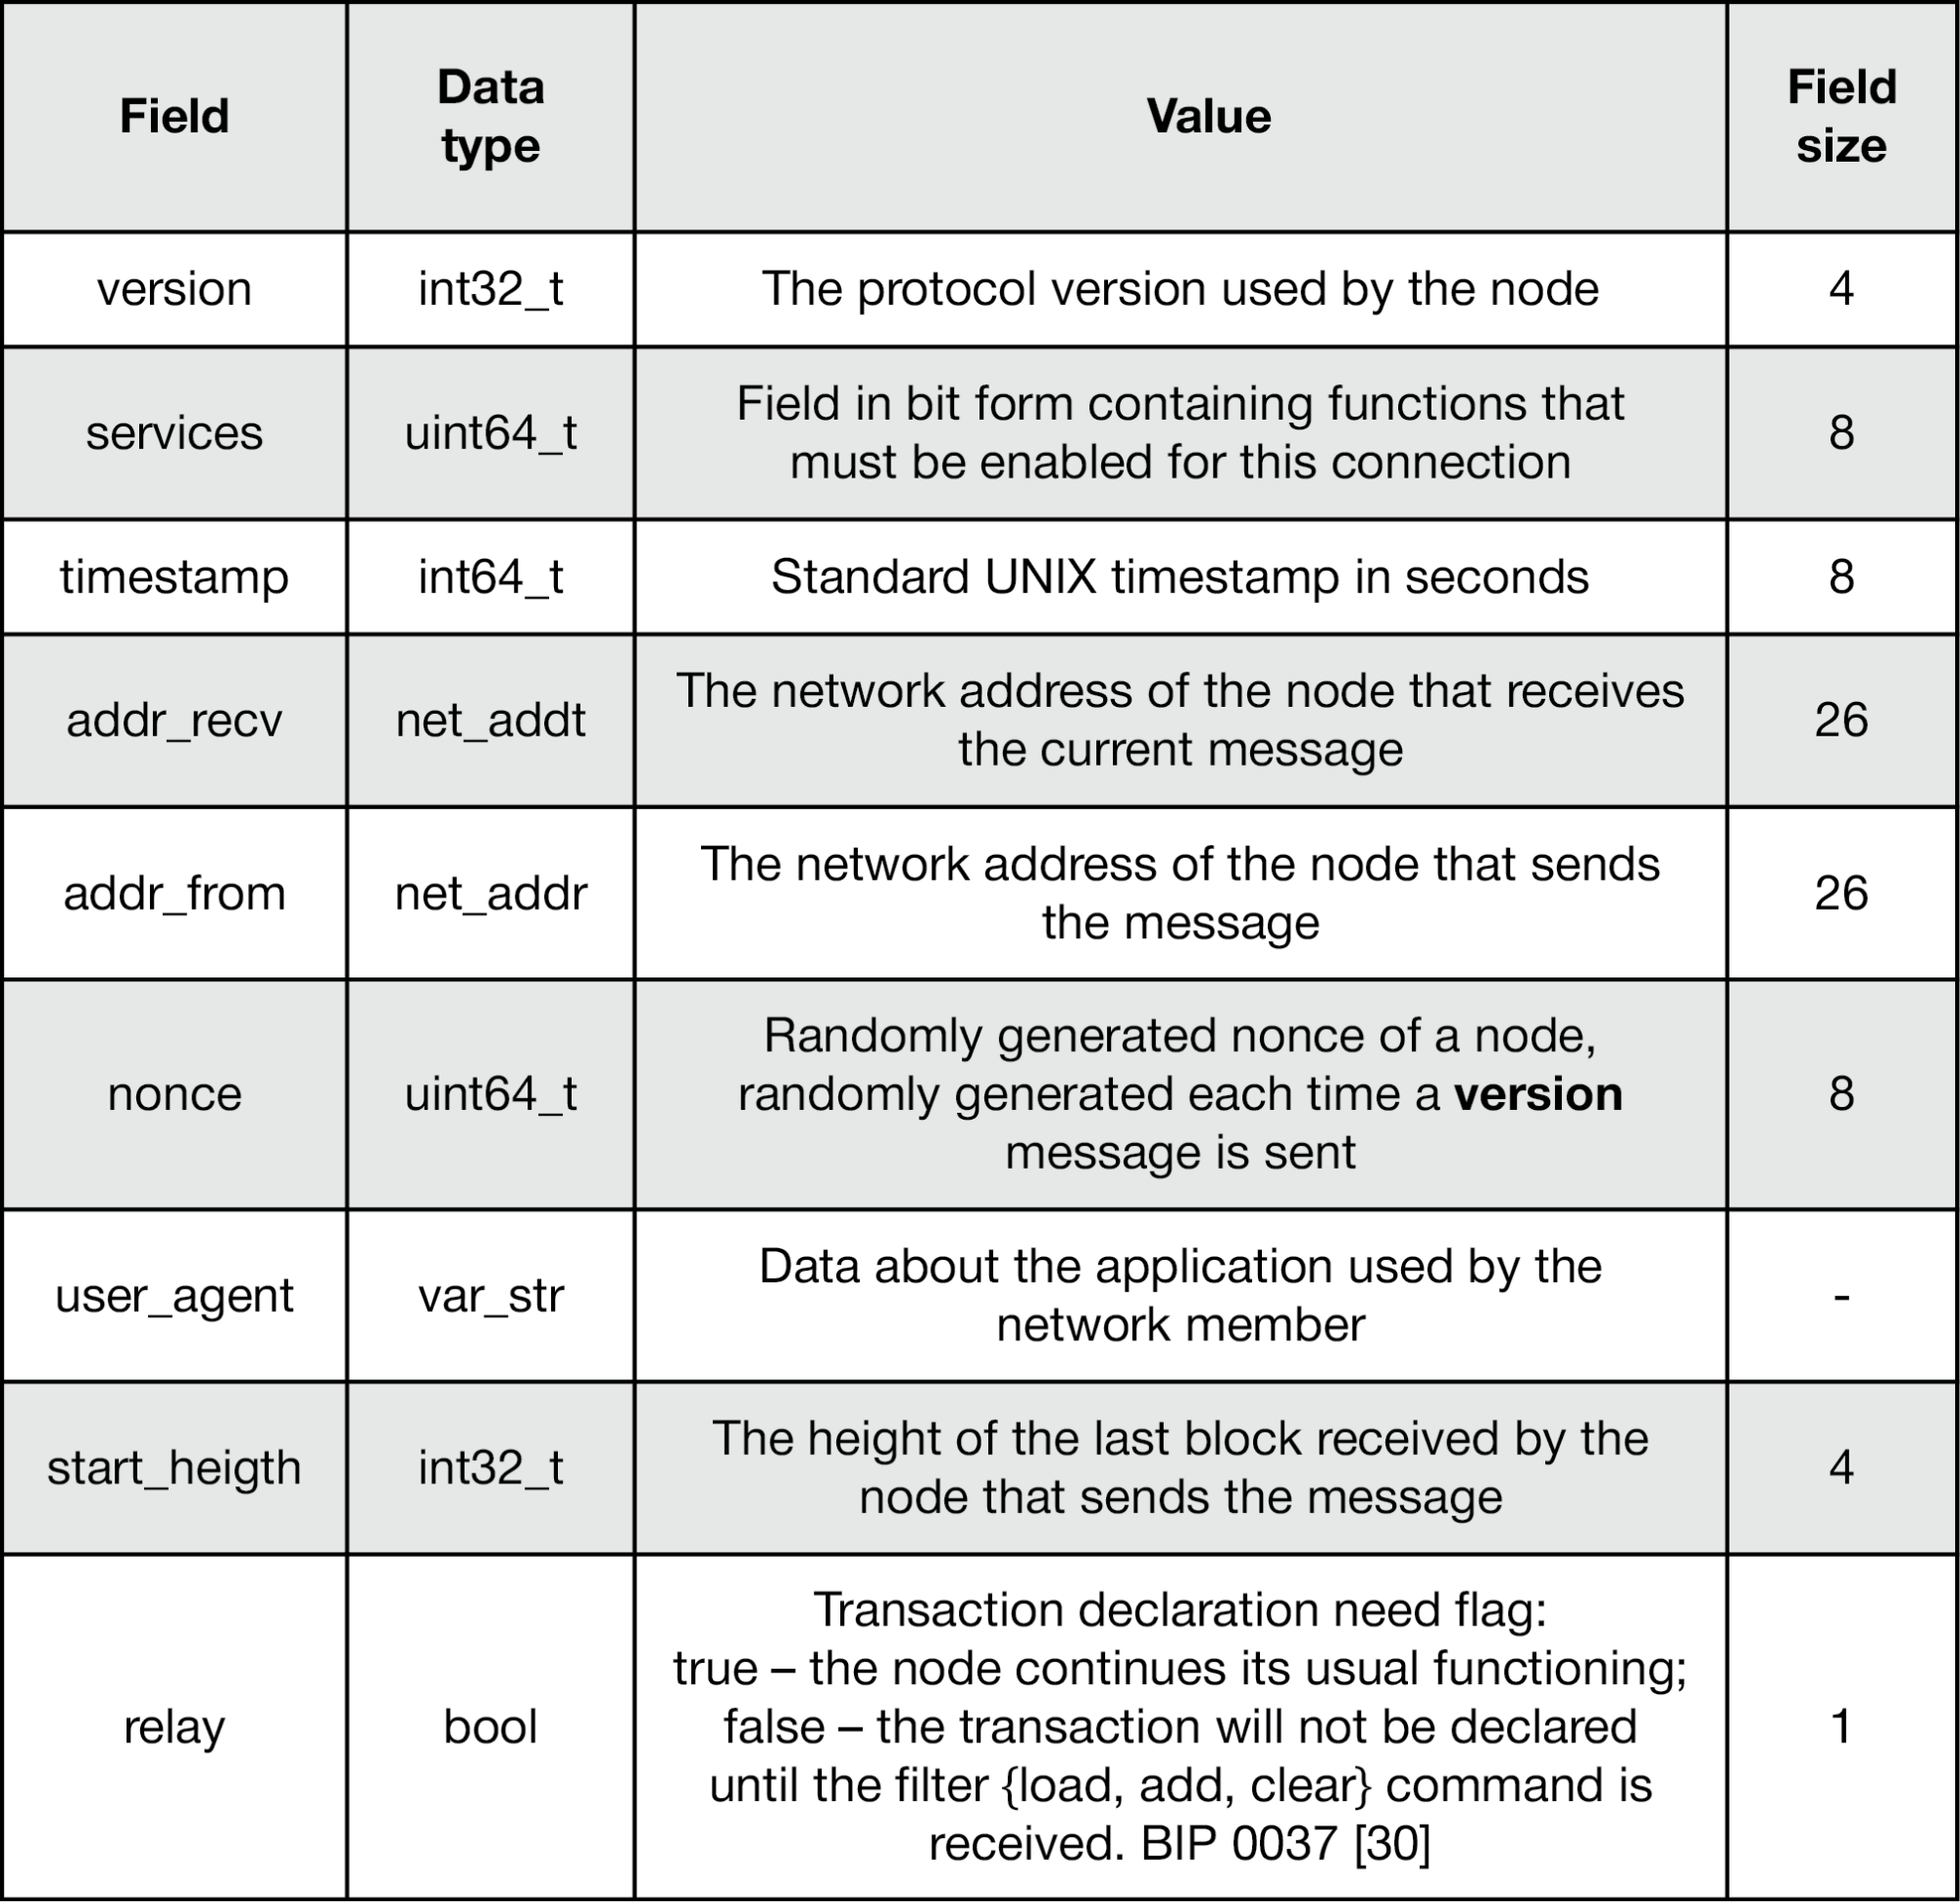 Field
Data
type
Value
Field
size
version
int32_t
The protocol version used by the node
4
services
uint64_t
Field in bit form containing functions that
must be enabled for this connection
8
timestamp
int64_t
Standard UNIX timestamp in seconds
8
addr_recv
net_addt
The network address of the node that receives
the current message
26
addr_from
net_addr
The network address of the node that sends
the message
26
nonce
uint64_t
Randomly generated nonce of a node,
randomly generated each time a version
message is sent
8
user_agent
var_str
Data about the application used by the
network member
-
start_heigth
int32_t
The height of the last block received by the
node that sends the message
4
relay
bool
Transaction declaration need flag:
true – the node continues its usual functioning;
false – the transaction will not be declared
until the filter {load, add, clear} command is
received. BIP 0037 [30]
1